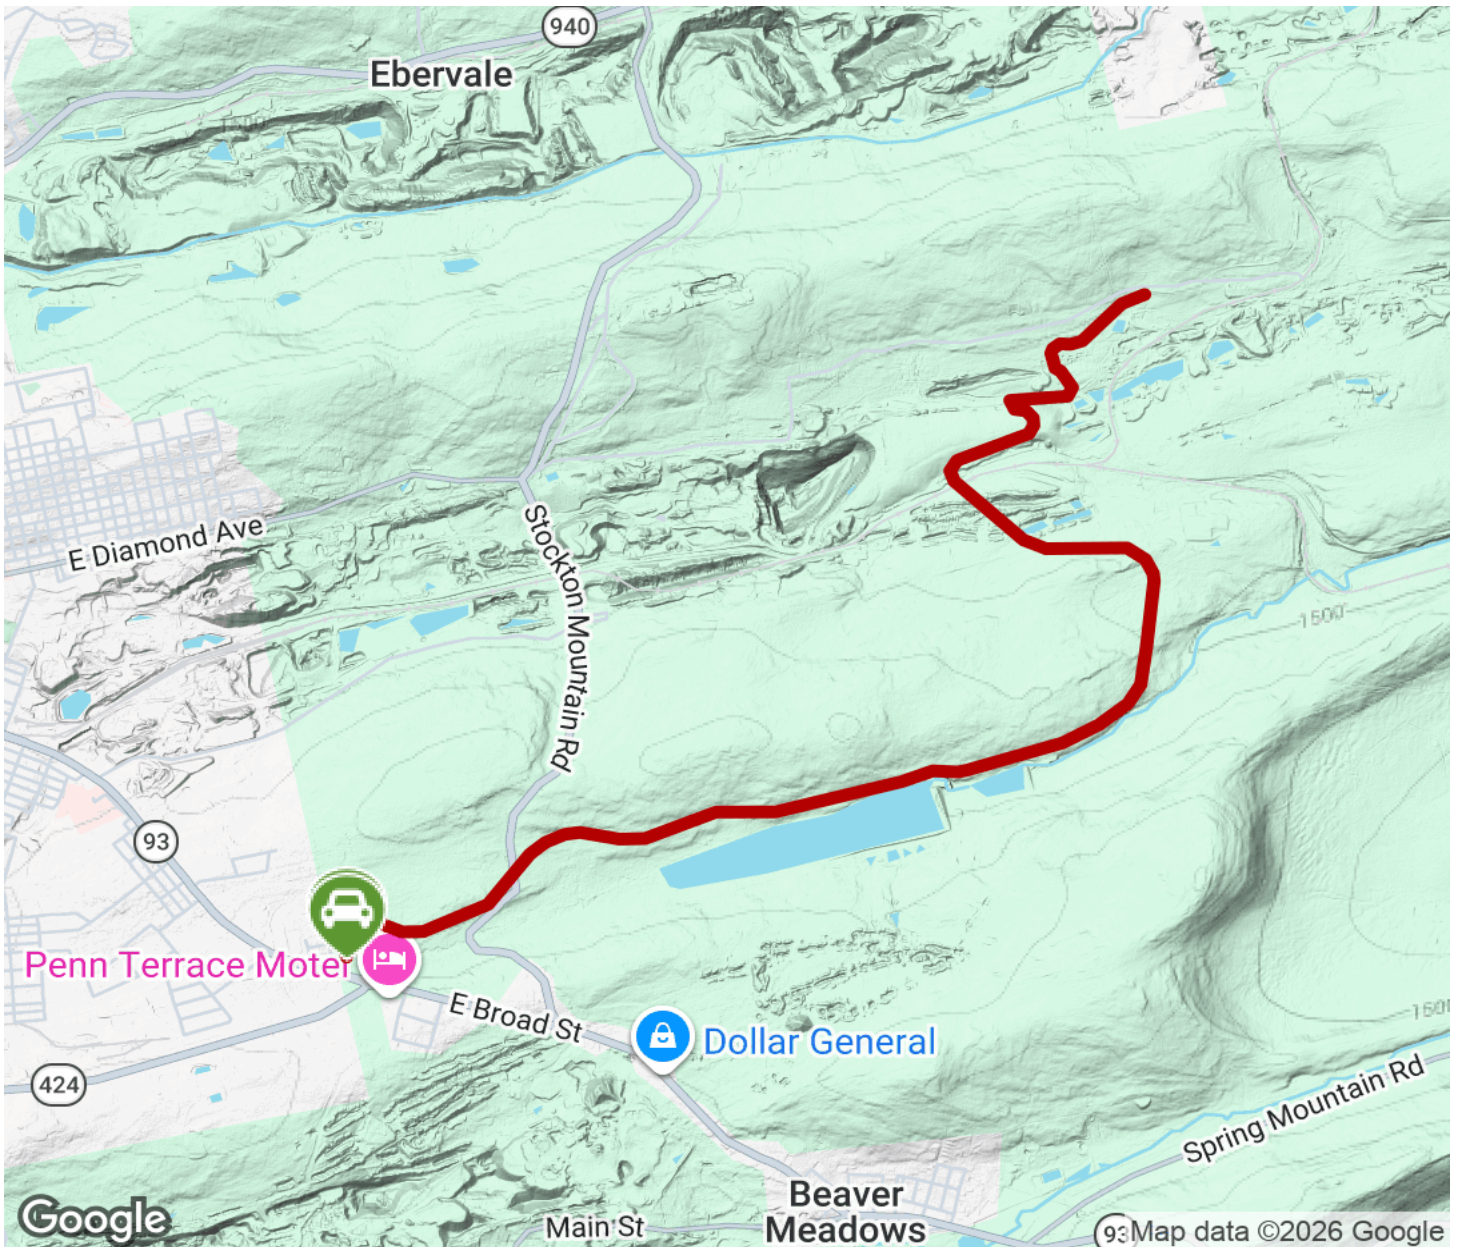 940
Ebervale
E Diamond Ave
Stockton Mountain Rd
1500
93
Penn Terrace Motel
E Broad St
Dollar General
424
Spring Mountain Rd
Beaver
Meadows
Main St
93
Google
Map data ©2026 Google